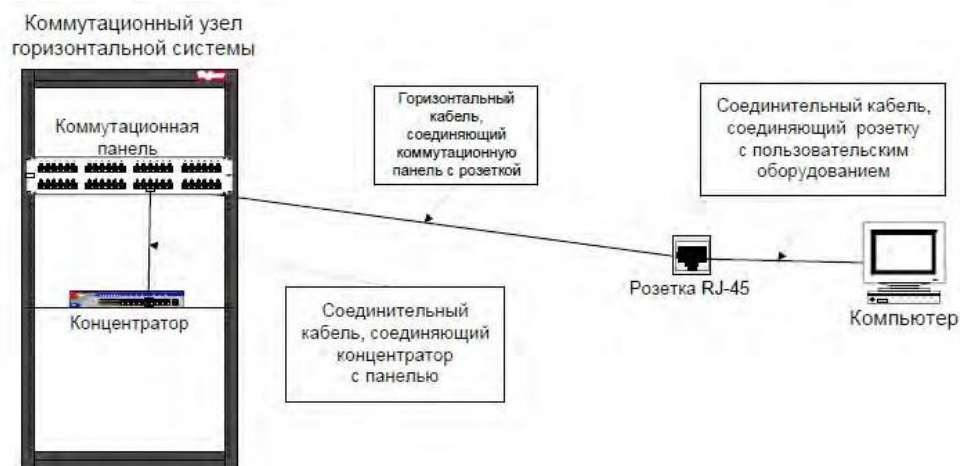 Коммутационный узел
горизонтальной системы
Коммутационная
панель
Горизонтальный
кабель,
соединяющий
коммутационную
панель с розеткой
Соединительный кабель,
соединяющий розетку
с пользовательским
оборудованием
Розетка RJ-45
Компьютер
Концентратор
Соединительный
кабель, соединяющий
концентратор
с панелью